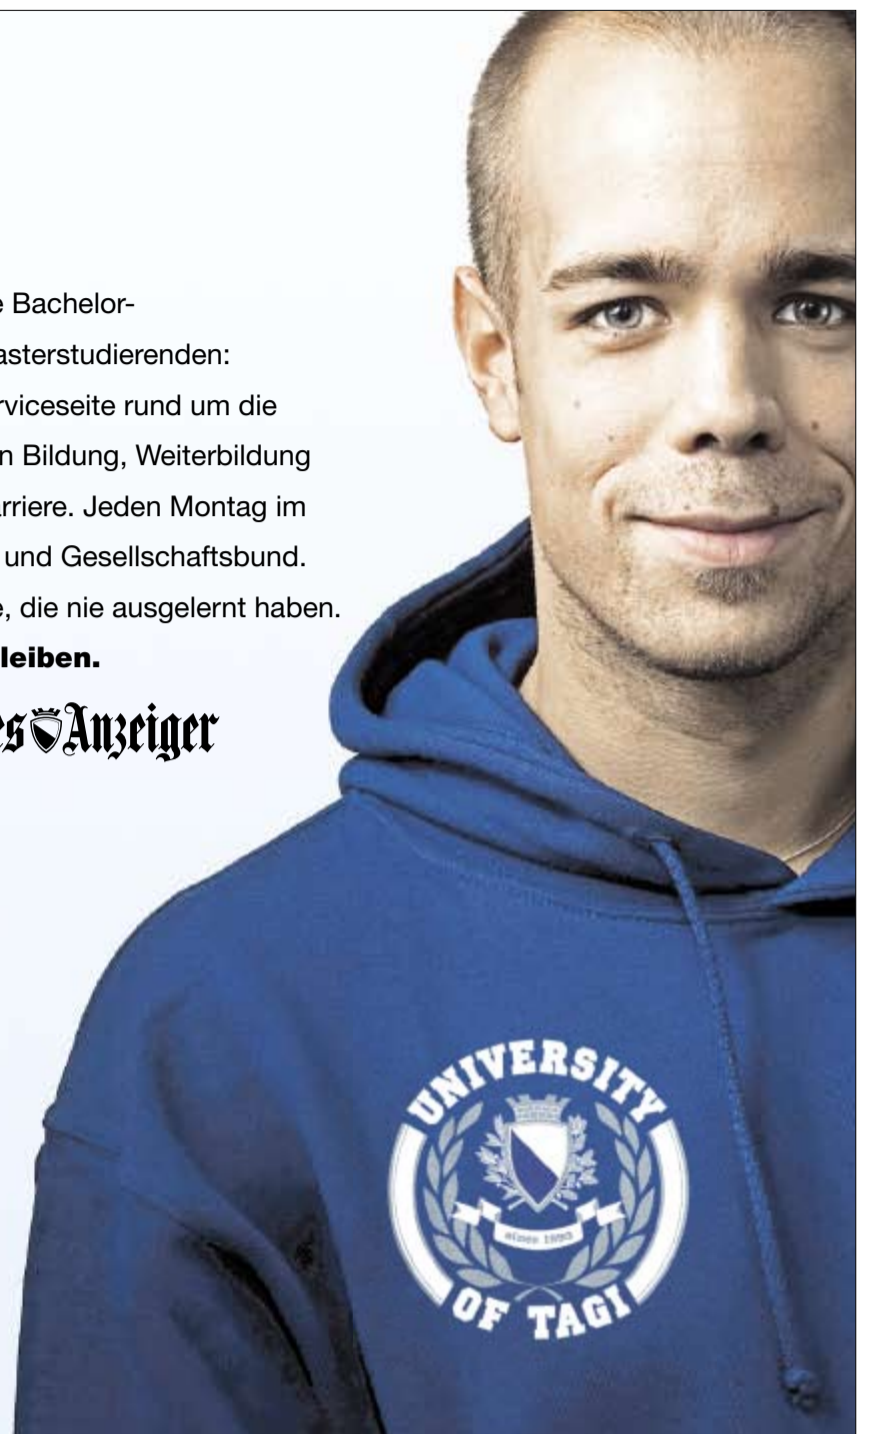 e Bachelor-
asterstudierenden:
rviceseite rund um die
n Bildung, Weiterbildung
rriere. Jeden Montag im
und Gesellschaftsbund.
e, die nie ausgelernt haben.
leiben.
es Anzeiger
UNIVERSITY
since 1893
OF TAGI